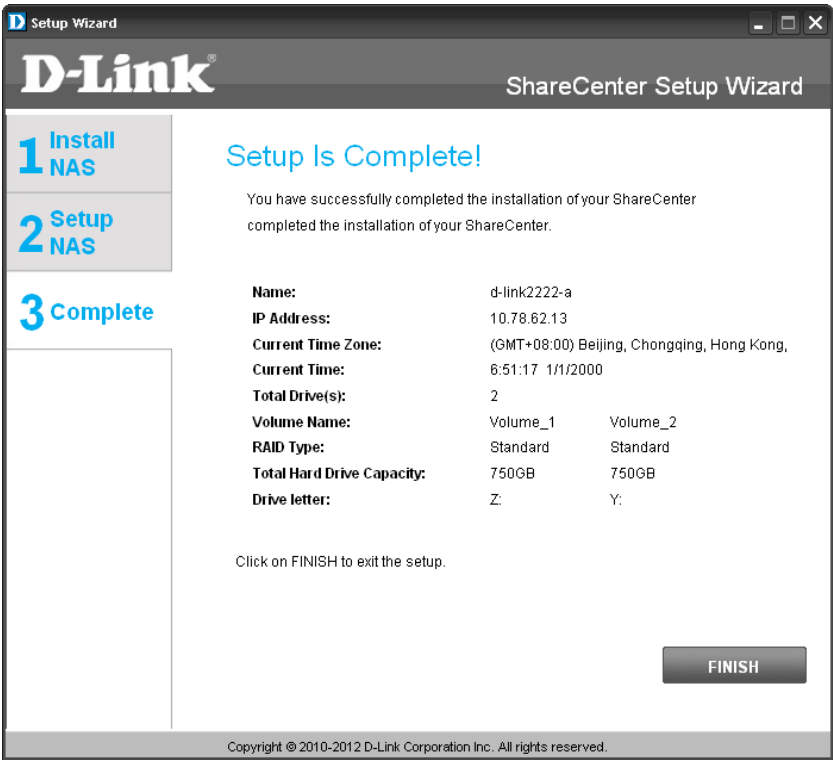 Setup Wizard
D-Link®
ShareCenter Setup Wizard
1 Install
NAS
2 Setup
NAS
3 Complete
Setup Is Complete!
You have successfully completed the installation of your ShareCenter
completed the installation of your ShareCenter.
Name: d-link2222-a
IP Address: 10.78.62.13
Current Time Zone: (GMT+08:00) Beijing, Chongqing, Hong Kong,
Current Time: 6:51:17 1/1/2000
Total Drive(s): 2
Volume Name: Volume_1 Volume_2
RAID Type: Standard Standard
Total Hard Drive Capacity: 750GB 750GB
Drive letter: Z: Y:
Click on FINISH to exit the setup.
FINISH
Copyright © 2010-2012 D-Link Corporation Inc. All rights reserved.